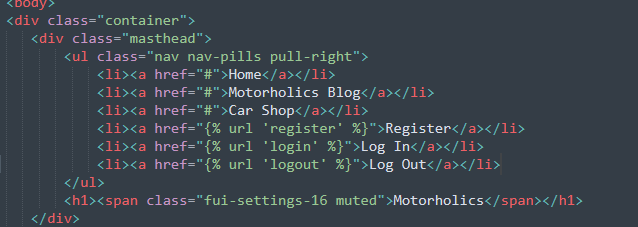 <body>
<div class="container">
<div class="masthead">
<ul class="nav nav-pills pull-right">
<li><a href="#">Home</a></li>
<li><a href="#">Motorholics Blog</a></li>
<li><a href="#">Car Shop</a></li>
<li><a href="{% url 'register' %}">Register</a></li>
<li><a href="{% url 'login' %}">Log In</a></li>
<li><a href="{% url 'logout' %}">Log Out</a></li>
</ul>
<h1><span class="fui-settings-16 muted">Motorholics</span></h1>
</div>